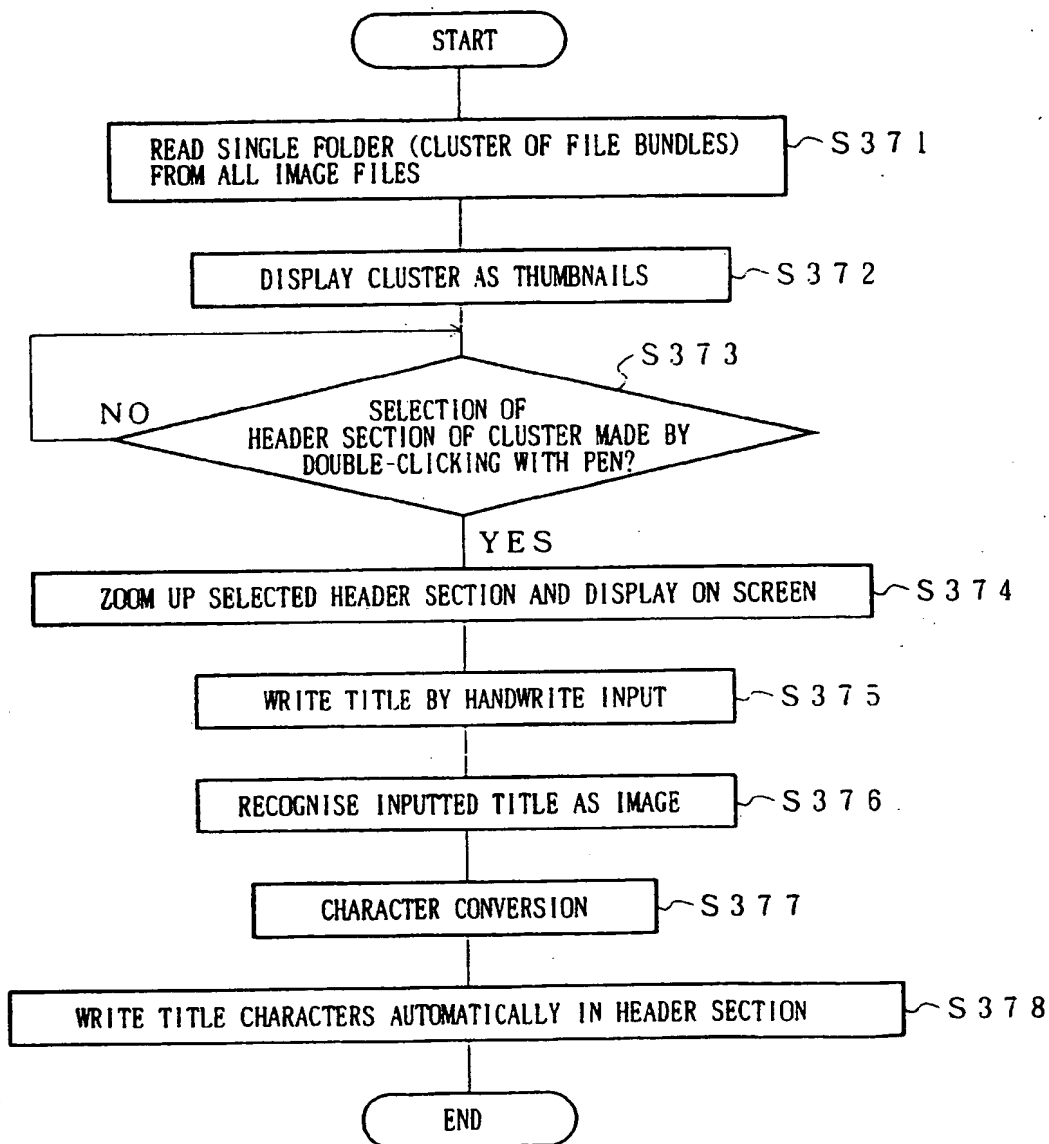 START
READ SINGLE FOLDER (CLUSTER OF FILE BUNDLES)
FROM ALL IMAGE FILES
S371
DISPLAY CLUSTER AS THUMBNAILS
S372
S373
NO
SELECTION OF
HEADER SECTION OF CLUSTER MADE BY
DOUBLE-CLICKING WITH PEN?
YES
ZOOM UP SELECTED HEADER SECTION AND DISPLAY ON SCREEN
S374
WRITE TITLE BY HANDWRITE INPUT
S375
RECOGNISE INPUTTED TITLE AS IMAGE
S376
CHARACTER CONVERSION
S377
WRITE TITLE CHARACTERS AUTOMATICALLY IN HEADER SECTION
S378
END